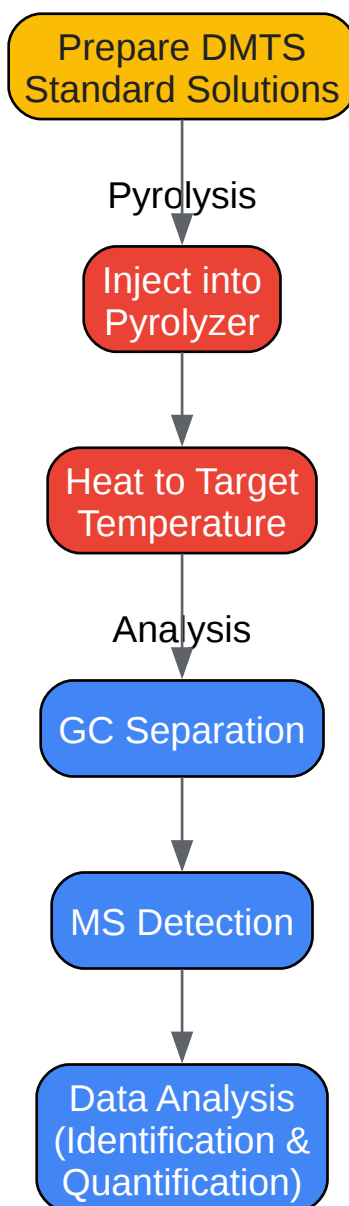 Prepare DMTS
Standard Solutions
Pyrolysis
Inject into
Pyrolyzer
Heat to Target
Temperature
Analysis
GC Separation
MS Detection
Data Analysis
(Identification &
Quantification)